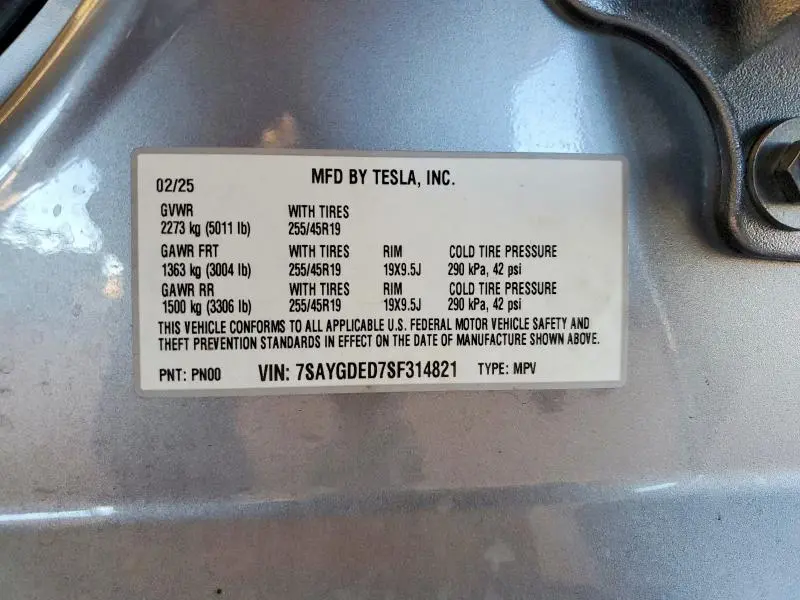 02/25 MFD BY TESLA, INC.
GVWR WITH TIRES
2273 kg (5011 lb) 255/45R19
GAWR FRT WITH TIRES RIM COLD TIRE PRESSURE
1363 kg (3004 lb) 255/45R19 19X9.5J 290 kPa, 42 psi
GAWR RR WITH TIRES RIM COLD TIRE PRESSURE
1500 kg (3306 lb) 255/45R19 19X9.5J 290 kPa, 42 psi
THIS VEHICLE CONFORMS TO ALL APPLICABLE U.S. FEDERAL MOTOR VEHICLE SAFETY AND
THEFT PREVENTION STANDARDS IN EFFECT ON THE DATE OF MANUFACTURE SHOWN ABOVE.
PNT: PN00 VIN: 7SAYGDED7SF314821 TYPE: MPV